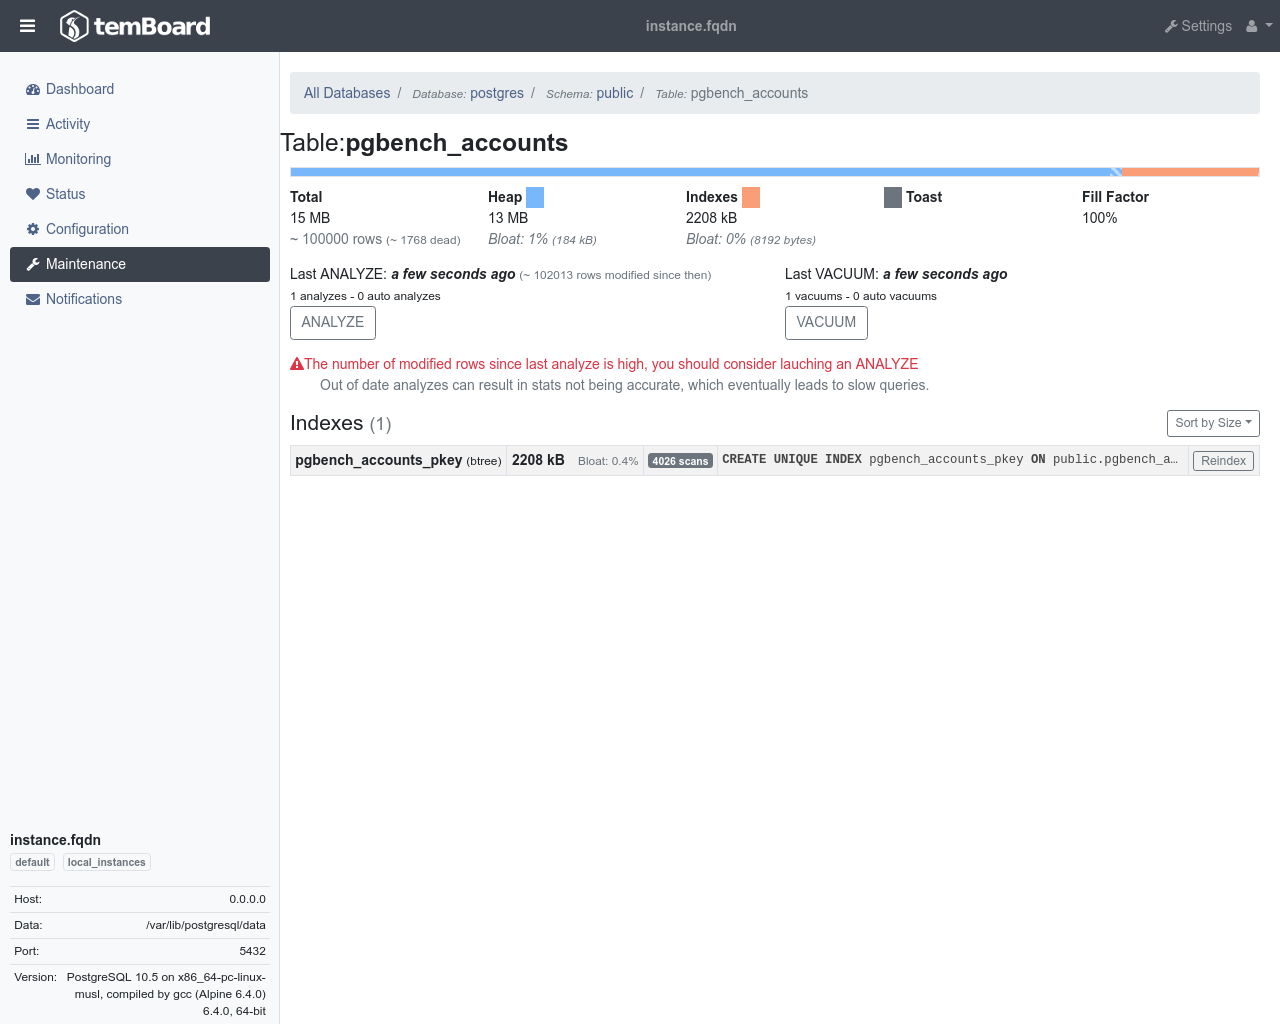 temBoard
instance.fqdn
Settings
Dashboard
Activity
Monitoring
Status
Configuration
Maintenance
Notifications
All Databases / Database: postgres / Schema: public / Table: pgbench_accounts
Table:pgbench_accounts
Total Heap Indexes Toast Fill Factor
15 MB 13 MB 2208 kB 100%
~ 100000 rows (~ 1768 dead) Bloat: 1% (184 kB) Bloat: 0% (8192 bytes)
Last ANALYZE: a few seconds ago (~ 102013 rows modified since then)
1 analyzes - 0 auto analyzes
ANALYZE
Last VACUUM: a few seconds ago
1 vacuums - 0 auto vacuums
VACUUM
The number of modified rows since last analyze is high, you should consider lauching an ANALYZE
Out of date analyzes can result in stats not being accurate, which eventually leads to slow queries.
Indexes (1)
Sort by Size
pgbench_accounts_pkey (btree) 2208 kB Bloat: 0.4% 4026 scans CREATE UNIQUE INDEX pgbench_accounts_pkey ON public.pgbench_a… Reindex
instance.fqdn
default local_instances
Host: 0.0.0.0
Data: /var/lib/postgresql/data
Port: 5432
Version: PostgreSQL 10.5 on x86_64-pc-linux-
musl, compiled by gcc (Alpine 6.4.0)
6.4.0, 64-bit